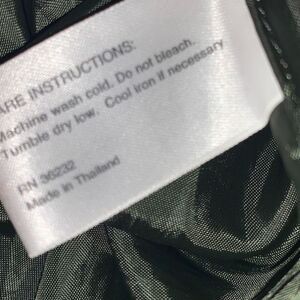 ARE INSTRUCTIONS:
Machine wash cold. Do not bleach.
Tumble dry low. Cool iron if necessary
RN 36232
Made in Thailand